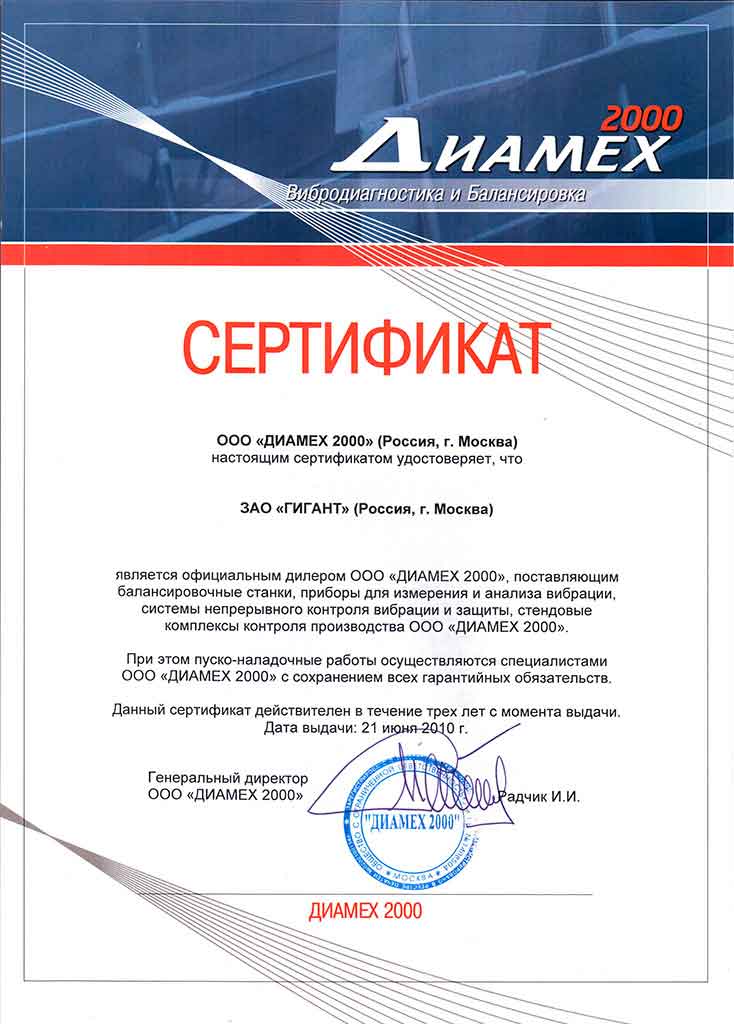 2000
ДИАМЕХ
Вибродиагностика и Балансировка
СЕРТИФИКАТ
ООО «ДИАМЕХ 2000» (Россия, г. Москва)
настоящим сертификатом удостоверяет, что
ЗАО «ГИГАНТ» (Россия, г. Москва)
является официальным дилером ООО «ДИАМЕХ 2000», поставляющим
балансировочные станки, приборы для измерения и анализа вибрации,
системы непрерывного контроля вибрации и защиты, стендовые
комплексы контроля производства ООО «ДИАМЕХ 2000».
При этом пуско-наладочные работы осуществляются специалистами
ООО «ДИАМЕХ 2000» с сохранением всех гарантийных обязательств.
Данный сертификат действителен в течение трех лет с момента выдачи.
Дата выдачи: 21 июня 2010 г.
Генеральный директор
ООО «ДИАМЕХ 2000»
Радчик И.И.
ОБЩЕСТВО С ОГРАНИЧЕННОЙ ОТВЕТСТВЕННОСТЬЮ
"ДИАМЕХ 2000"
МОСКВА
ДИАМЕХ 2000